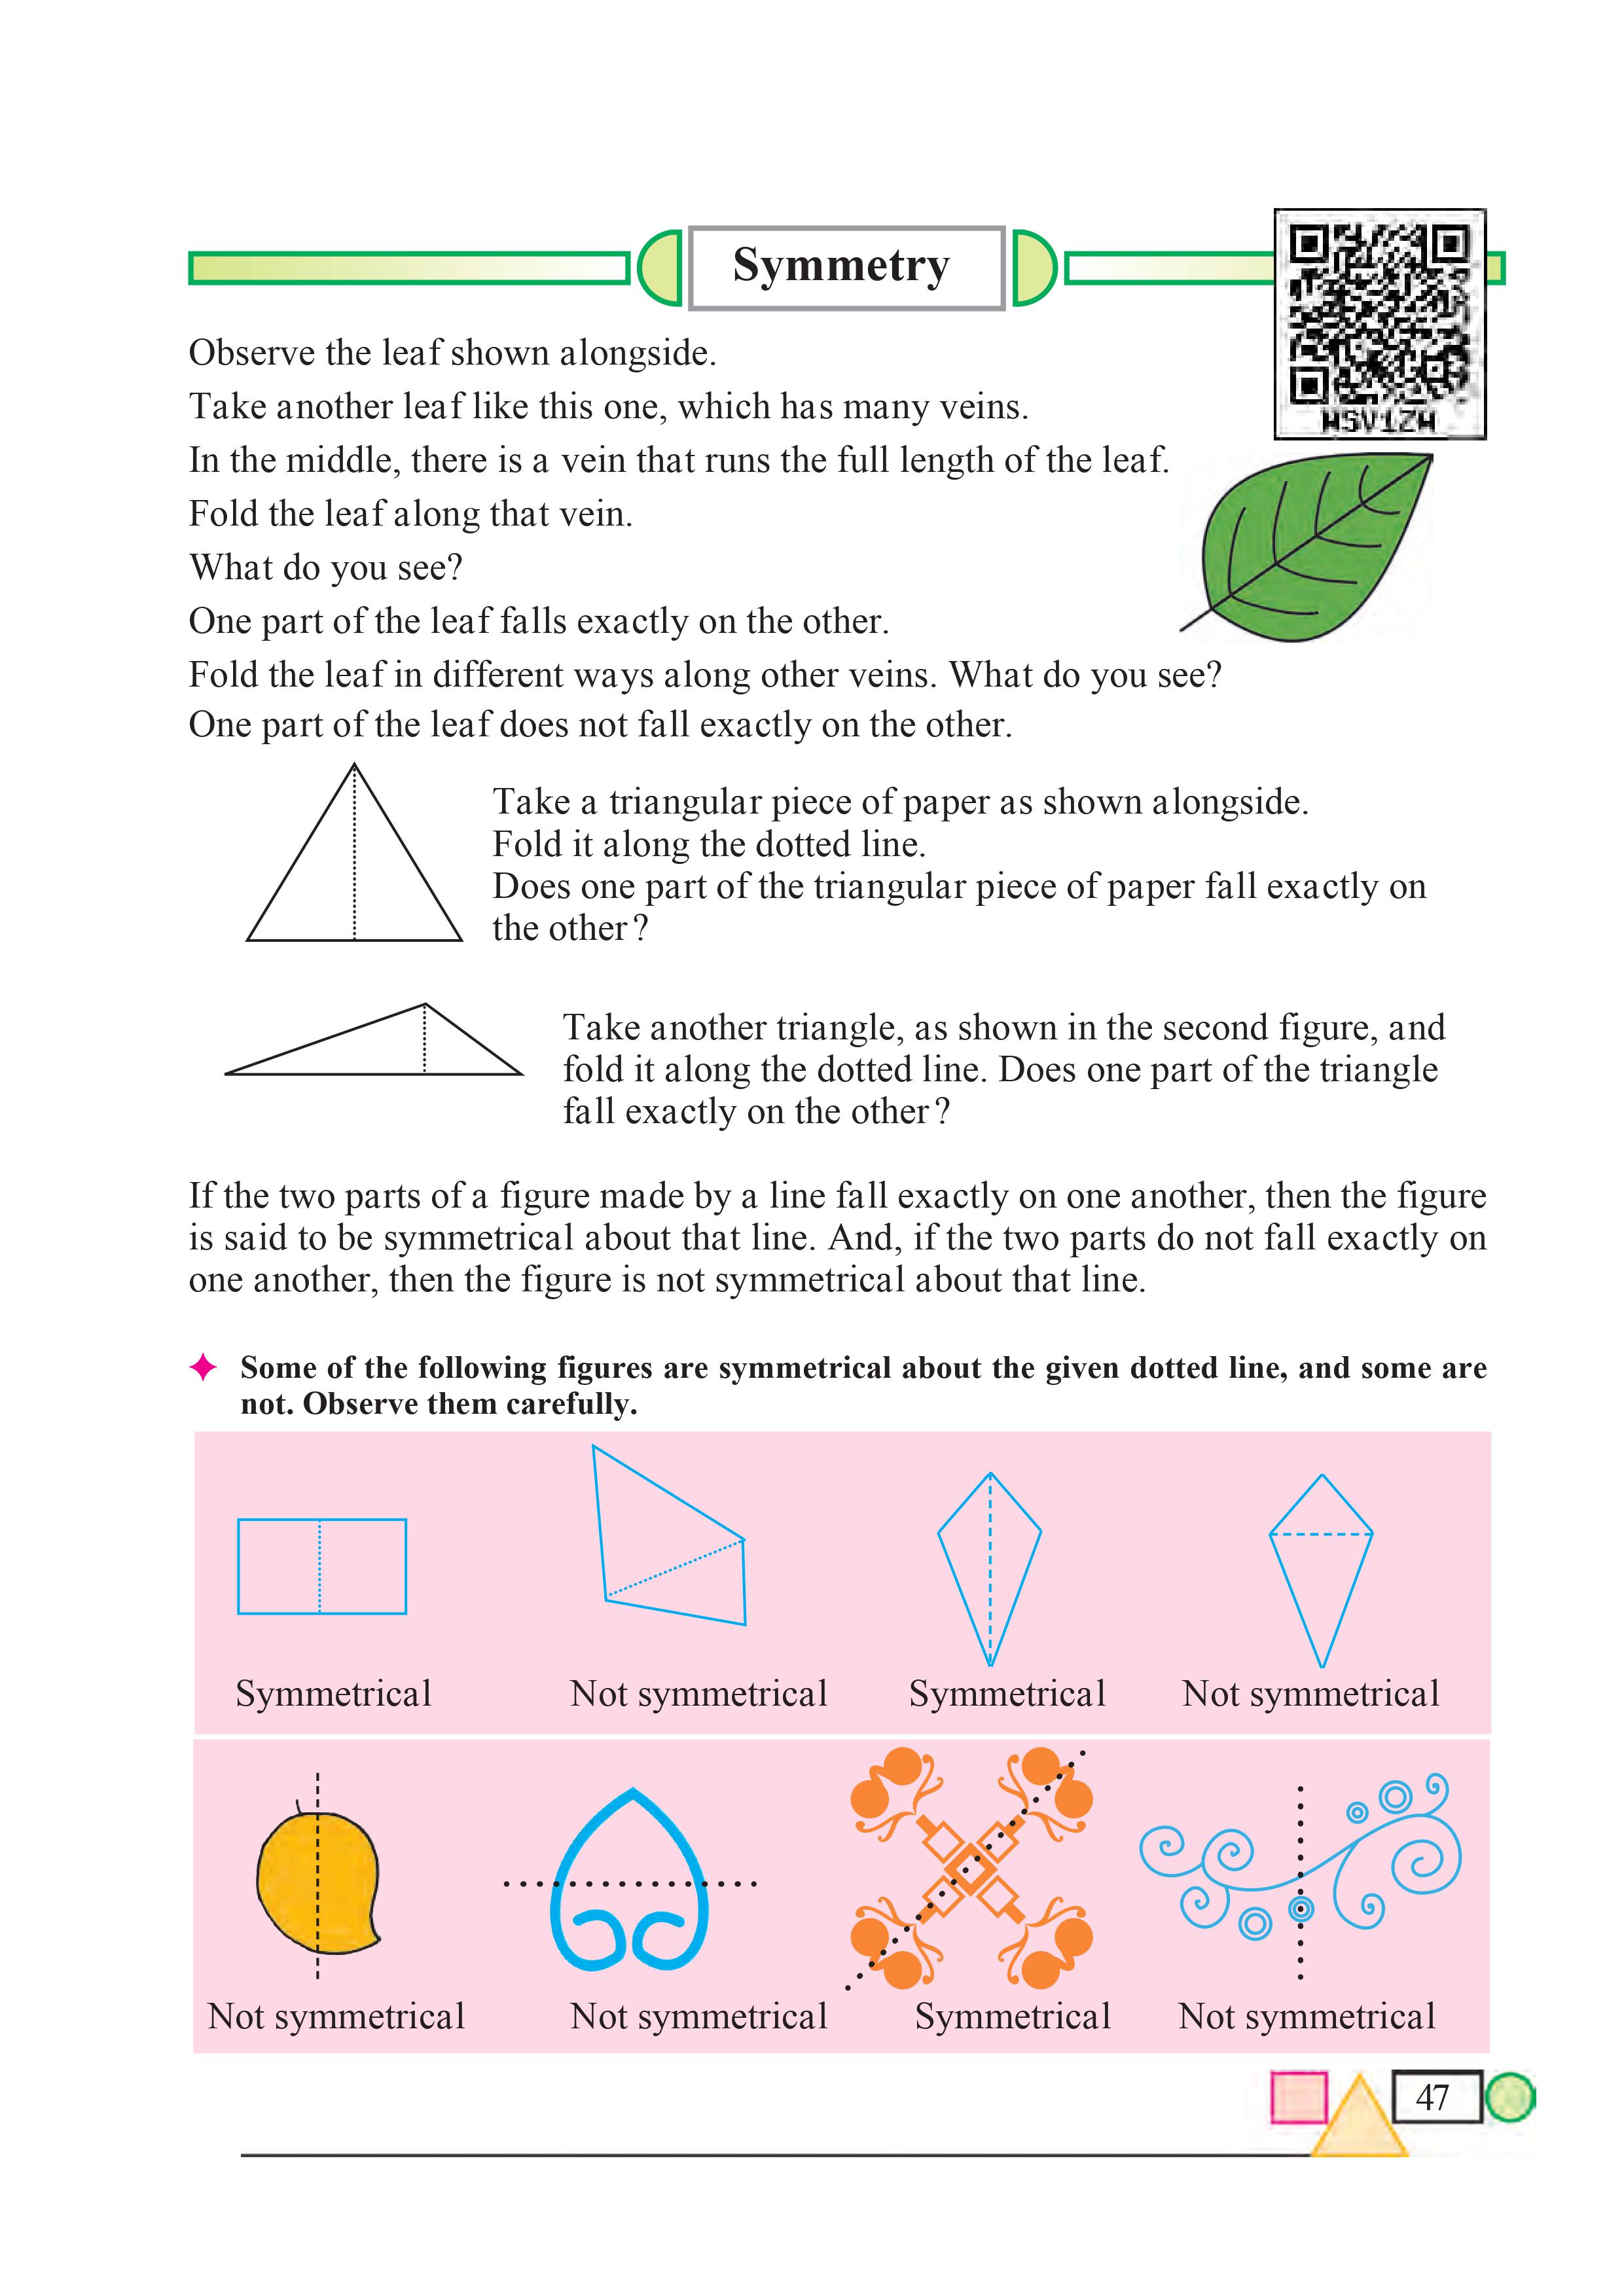 Symmetry
WSV1ZW
Observe the leaf shown alongside.
Take another leaf like this one, which has many veins.
In the middle, there is a vein that runs the full length of the leaf.
Fold the leaf along that vein.
What do you see?
One part of the leaf falls exactly on the other.
Fold the leaf in different ways along other veins. What do you see?
One part of the leaf does not fall exactly on the other.
Take a triangular piece of paper as shown alongside.
Fold it along the dotted line.
Does one part of the triangular piece of paper fall exactly on
the other?
Take another triangle, as shown in the second figure, and
fold it along the dotted line. Does one part of the triangle
fall exactly on the other?
If the two parts of a figure made by a line fall exactly on one another, then the figure
is said to be symmetrical about that line. And, if the two parts do not fall exactly on
one another, then the figure is not symmetrical about that line.
Some of the following figures are symmetrical about the given dotted line, and some are
not. Observe them carefully.
Symmetrical
Not symmetrical
Symmetrical
Not symmetrical
Not symmetrical
Not symmetrical
Symmetrical
Not symmetrical
47